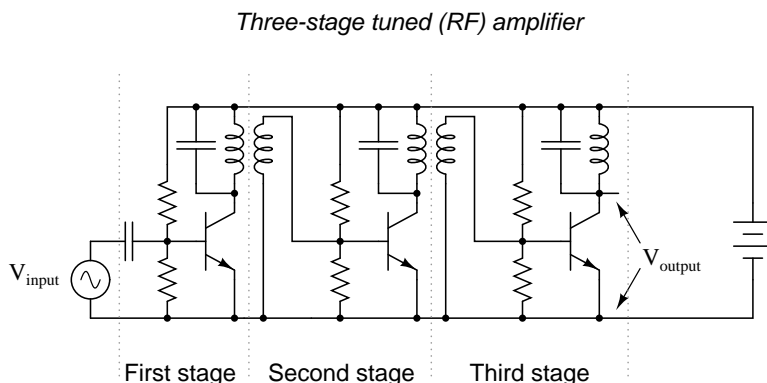 Three-stage tuned (RF) amplifier
Vinput
Voutput
First stage
Second stage
Third stage